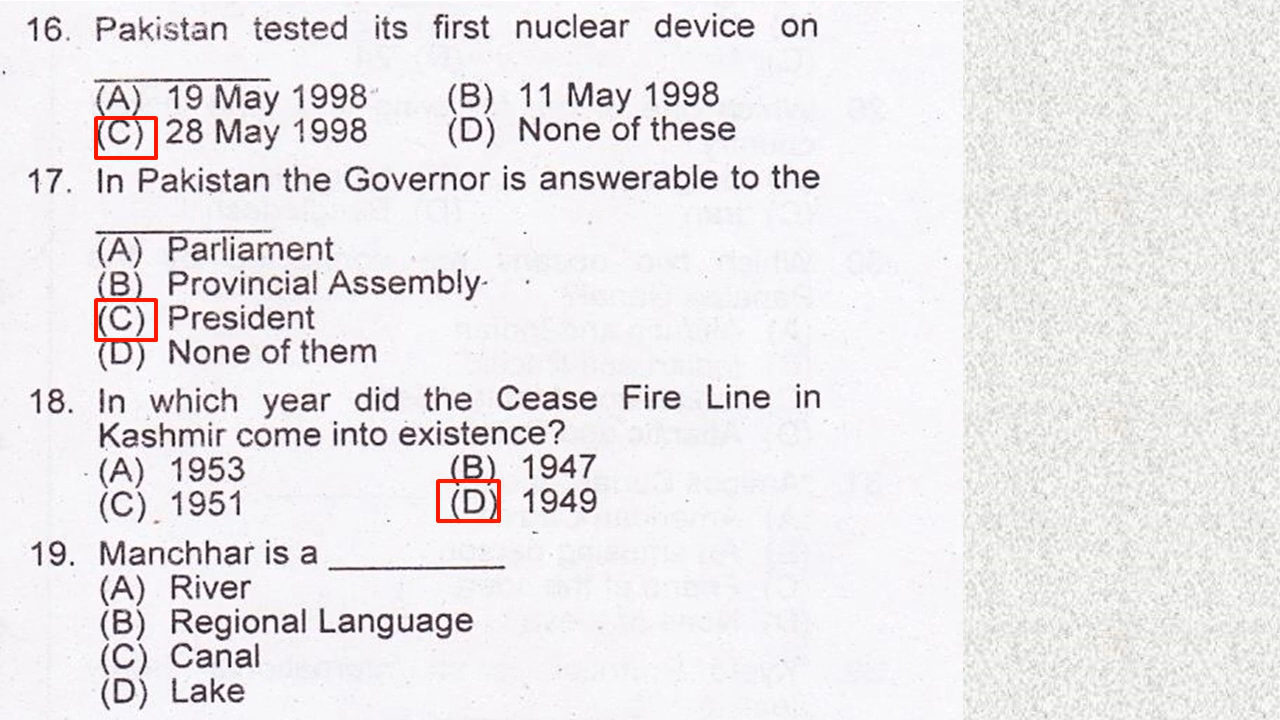 16. Pakistan tested its first nuclear device on
__________
(A) 19 May 1998 (B) 11 May 1998
(C) 28 May 1998 (D) None of these
17. In Pakistan the Governor is answerable to the
__________
(A) Parliament
(B) Provincial Assembly
(C) President
(D) None of them
18. In which year did the Cease Fire Line in
Kashmir come into existence?
(A) 1953 (B) 1947
(C) 1951 (D) 1949
19. Manchhar is a __________
(A) River
(B) Regional Language
(C) Canal
(D) Lake